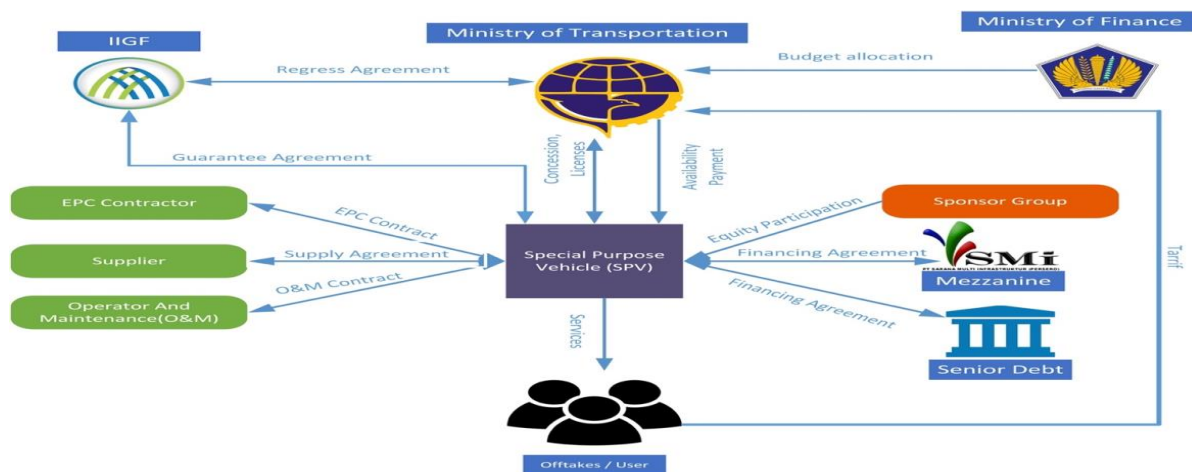 IIGF
Ministry of Transportation
Ministry of Finance
Regress Agreement
Budget allocation
Guarantee Agreement
Concession,
Licenses
Availability
Payment
EPC Contractor
EPC Contract
Supplier
Supply Agreement
Operator And
Maintenance(O&M)
O&M Contract
Special Purpose
Vehicle (SPV)
Equity Participation
Sponsor Group
Financing Agreement
SMi
PT SARANA MULTI INFRASTRUKTUR (PERSERO)
Mezzanine
Financing Agreement
Senior Debt
Tarrif
Services
Offtakes / User